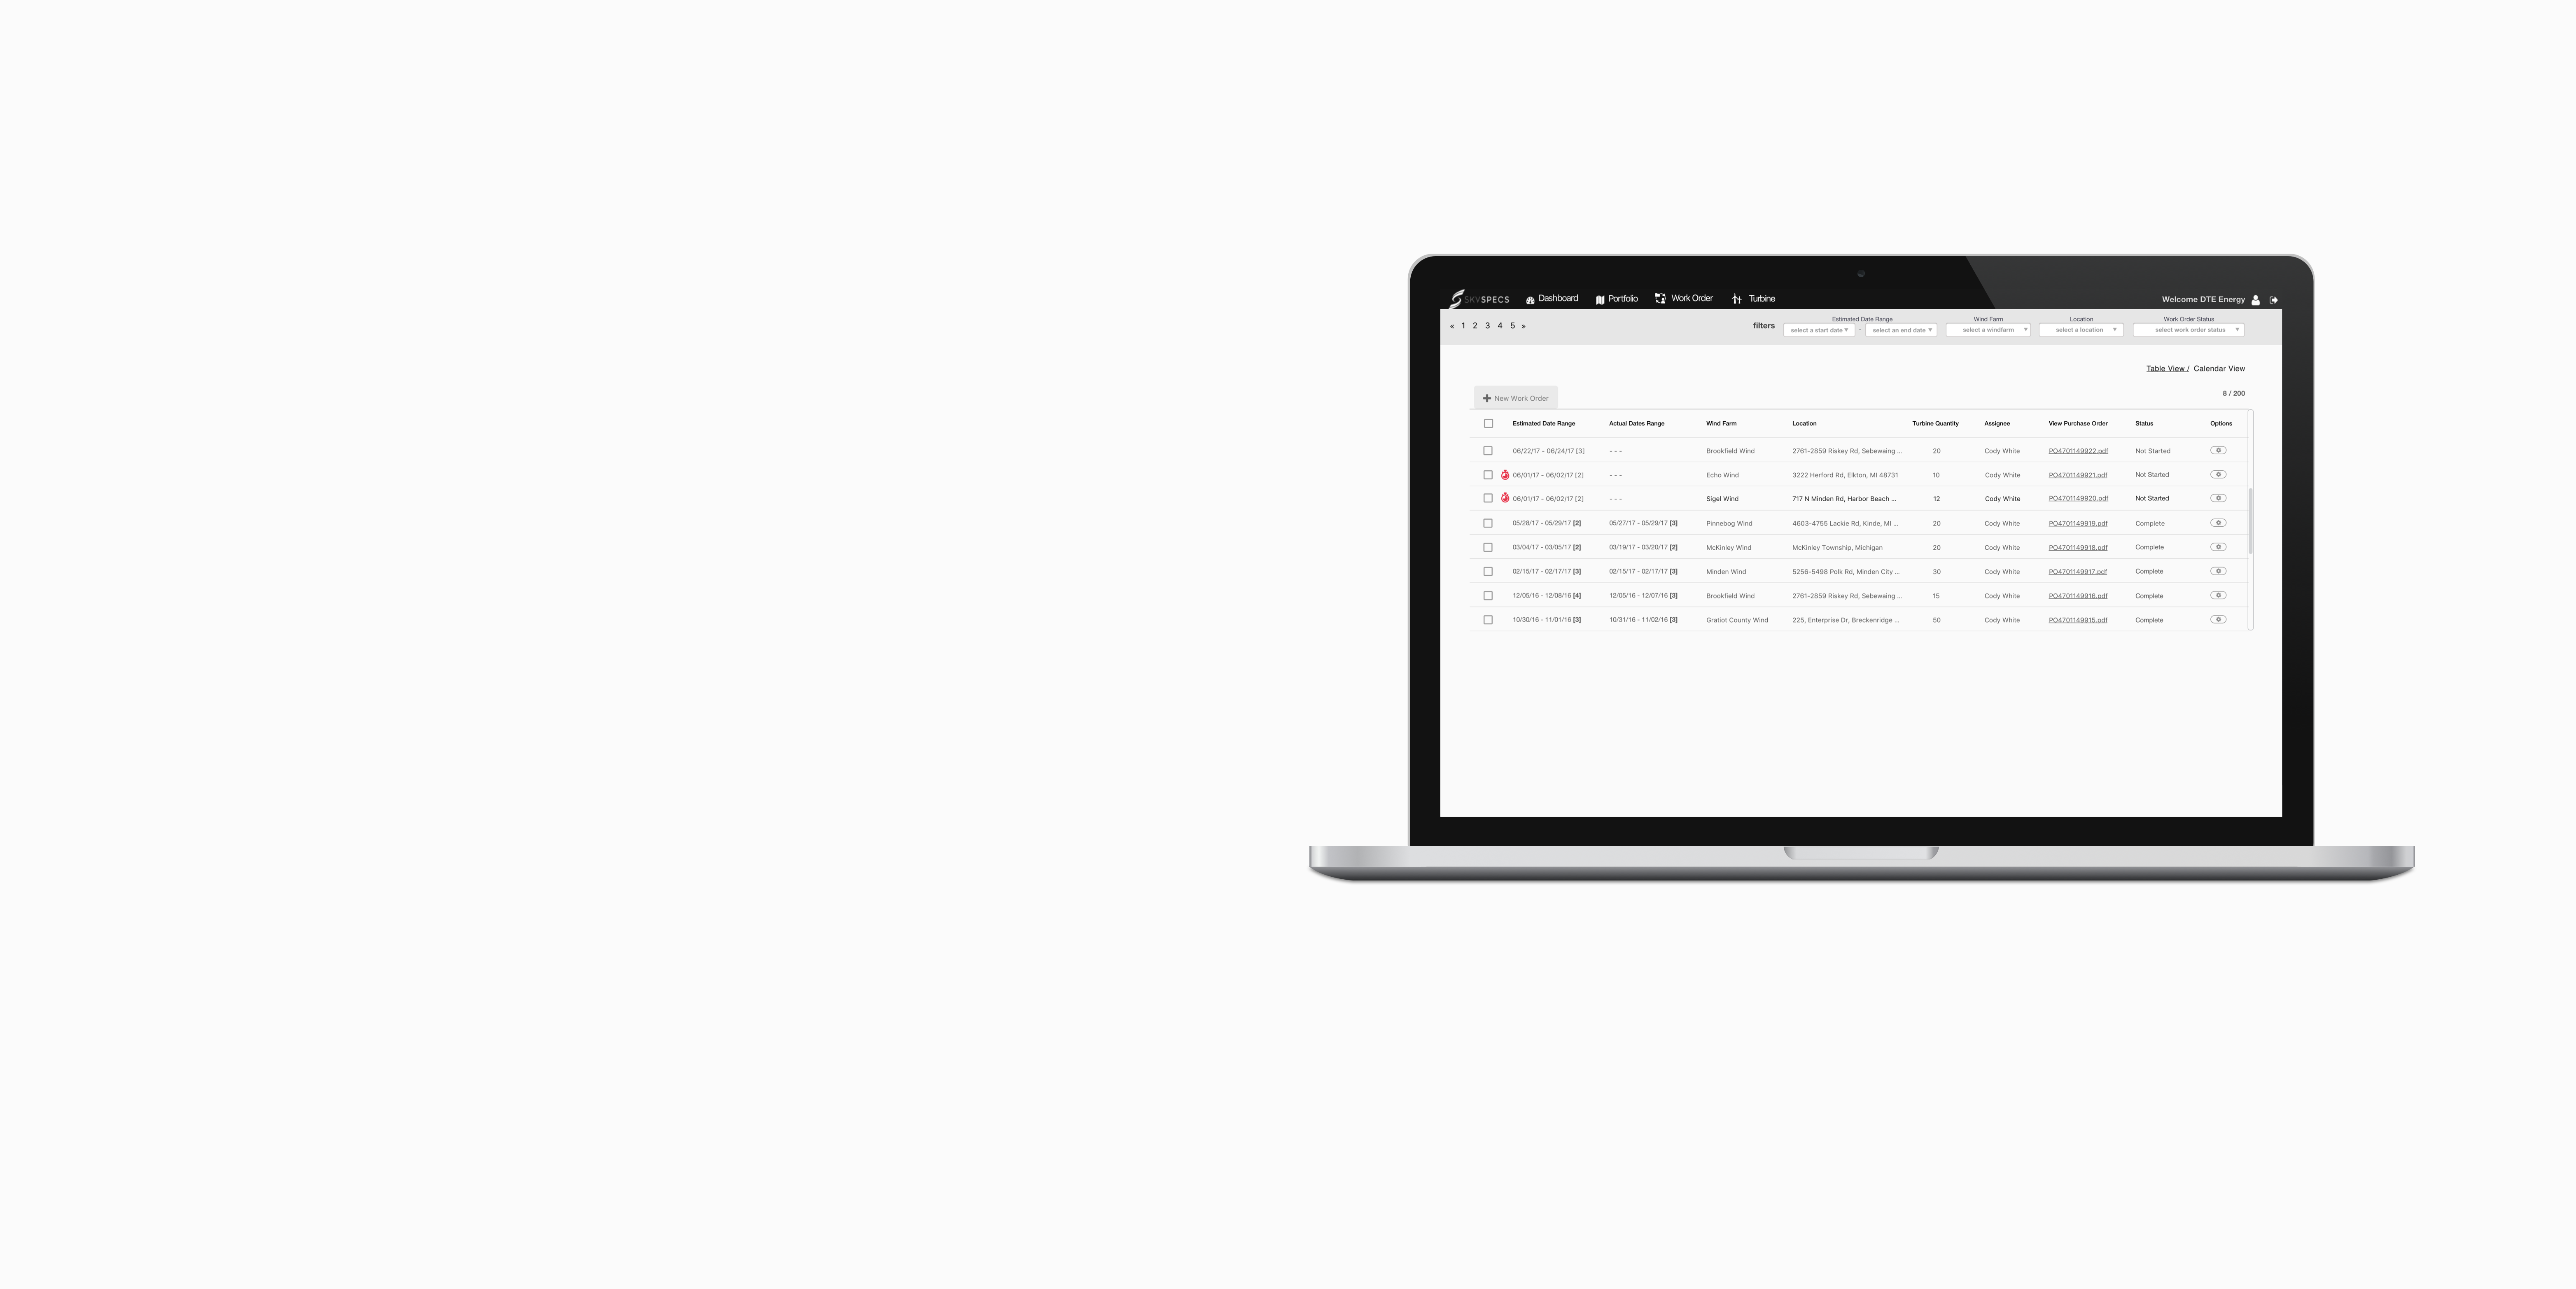 SKYSPECS Dashboard Portfolio Work Order Turbine Welcome DTE Energy
« 1 2 3 4 5 »
filters
Estimated Date Range Wind Farm Location Work Order Status
select a start date ▼ - select an end date ▼ select a windfarm ▼ select a location ▼ select work order status ▼
Table View / Calendar View
8 / 200
New Work Order
Estimated Date Range Actual Dates Range Wind Farm Location Turbine Quantity Assignee View Purchase Order Status Options
06/22/17 - 06/24/17 [3] - - - Brookfield Wind 2761-2859 Riskey Rd, Sebewaing ... 20 Cody White PO4701149922.pdf Not Started
06/01/17 - 06/02/17 [2] - - - Echo Wind 3222 Herford Rd, Elkton, MI 48731 10 Cody White PO4701149921.pdf Not Started
06/01/17 - 06/02/17 [2] - - - Sigel Wind 717 N Minden Rd, Harbor Beach ... 12 Cody White PO4701149920.pdf Not Started
05/28/17 - 05/29/17 [2] 05/27/17 - 05/29/17 [3] Pinnebog Wind 4603-4755 Lackie Rd, Kinde, MI ... 20 Cody White PO4701149919.pdf Complete
03/04/17 - 03/05/17 [2] 03/19/17 - 03/20/17 [2] McKinley Wind McKinley Township, Michigan 20 Cody White PO4701149918.pdf Complete
02/15/17 - 02/17/17 [3] 02/15/17 - 02/17/17 [3] Minden Wind 5256-5498 Polk Rd, Minden City ... 30 Cody White PO4701149917.pdf Complete
12/05/16 - 12/08/16 [4] 12/05/16 - 12/07/16 [3] Brookfield Wind 2761-2859 Riskey Rd, Sebewaing ... 15 Cody White PO4701149916.pdf Complete
10/30/16 - 11/01/16 [3] 10/31/16 - 11/02/16 [3] Gratiot County Wind 225, Enterprise Dr, Breckenridge ... 50 Cody White PO4701149915.pdf Complete